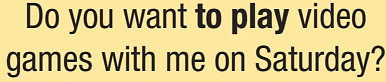 Do you want to play video
games with me on Saturday?